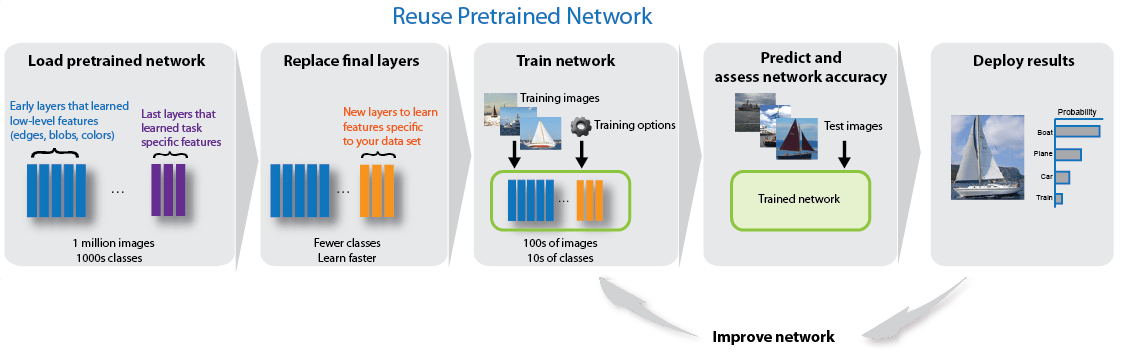 Reuse Pretrained Network
Load pretrained network
Early layers that learned
low-level features
(edges, blobs, colors)
Last layers that
learned task
specific features
...
1 million images
1000s classes
Replace final layers
New layers to learn
features specific
to your data set
...
Fewer classes
Learn faster
Train network
Training images
Training options
...
100s of images
10s of classes
Predict and
assess network accuracy
Test images
Trained network
Deploy results
Probability
Boat
Plane
Car
Train
Improve network